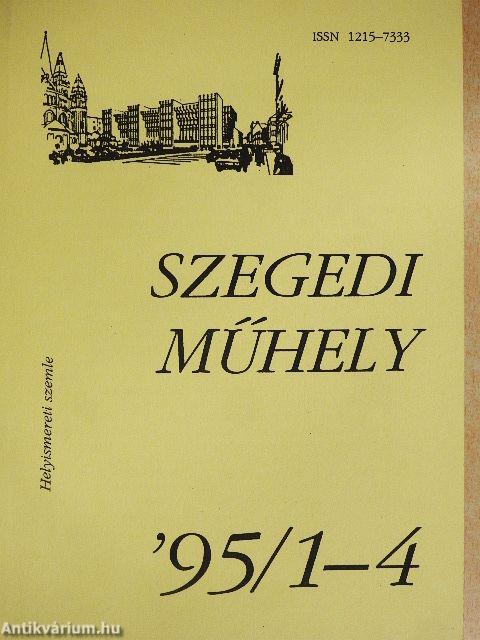 ISSN 1215–7333
SZEGEDI
MŰHELY
Helyismereti szemle
’95/1–4
Antikvárium.hu